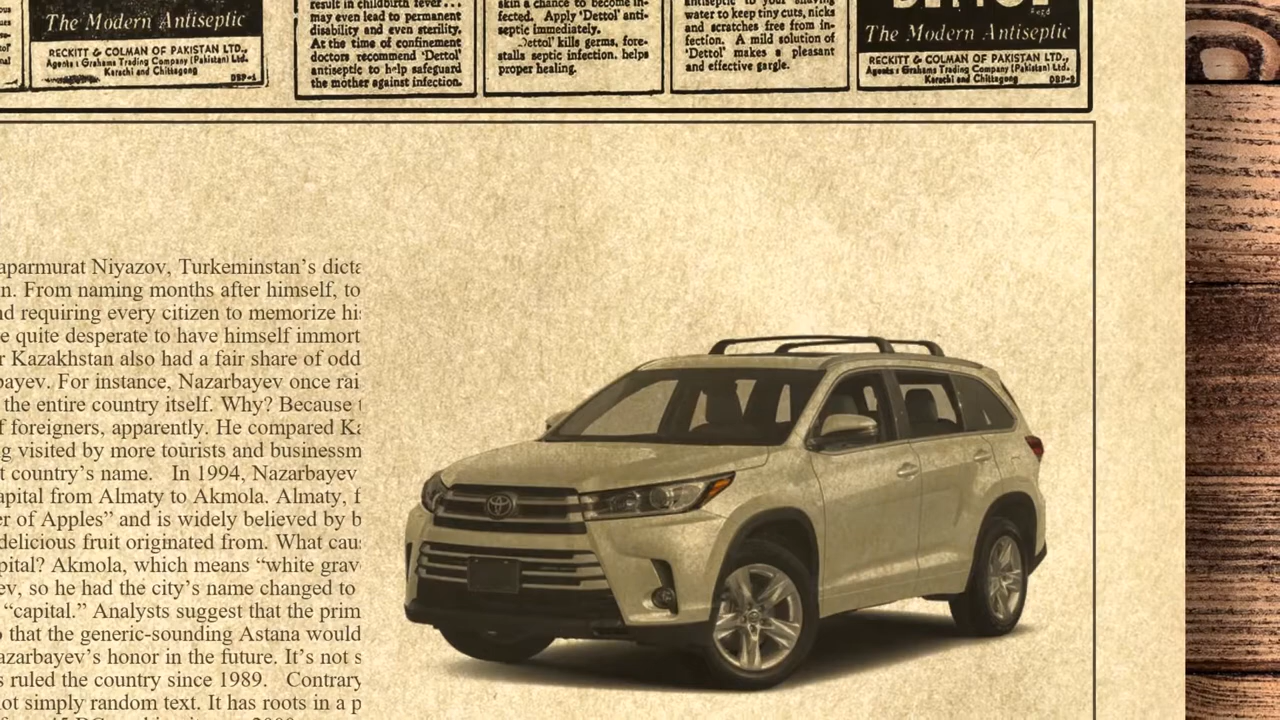 The Modern Antiseptic
RECKITT & COLMAN OF PAKISTAN LTD.,
Agents : Grahams Trading Company (Pakistan) Ltd.
Karachi and Chittagong
DBP-1
result in childbirth fever...
may even lead to permanent
disability and even sterility.
At the time of confinement
doctors recommend 'Dettol'
antiseptic to help safeguard
the mother against infection.
skin a chance to become in-
fected. Apply 'Dettol' anti-
septic immediately.
'Dettol' kills germs, fore-
stalls septic infection. helps
proper healing.
antiseptic to your shaving
water to keep tiny cuts, nicks
and scratches free from in-
fection. A mild solution of
'Dettol' makes a pleasant
and effective gargle.
DETTOL
Regd
The Modern Antiseptic
RECKITT & COLMAN OF PAKISTAN LTD.,
Agents : Grahams Trading Company (Pakistan) Ltd.
Karachi and Chittagong
DBP-9
aparmurat Niyazov, Turkeminstan's dicta
n. From naming months after himself, to
nd requiring every citizen to memorize his
e quite desperate to have himself immort
r Kazakhstan also had a fair share of odd
bayev. For instance, Nazarbayev once rai
the entire country itself. Why? Because t
f foreigners, apparently. He compared Ka
g visited by more tourists and businessm
t country's name. In 1994, Nazarbayev
apital from Almaty to Akmola. Almaty, f
er of Apples" and is widely believed by b
delicious fruit originated from. What caus
pital? Akmola, which means "white grav
ev, so he had the city's name changed to
"capital." Analysts suggest that the prim
o that the generic-sounding Astana would
azarbayev's honor in the future. It's not s
s ruled the country since 1989. Contrary
not simply random text. It has roots in a p